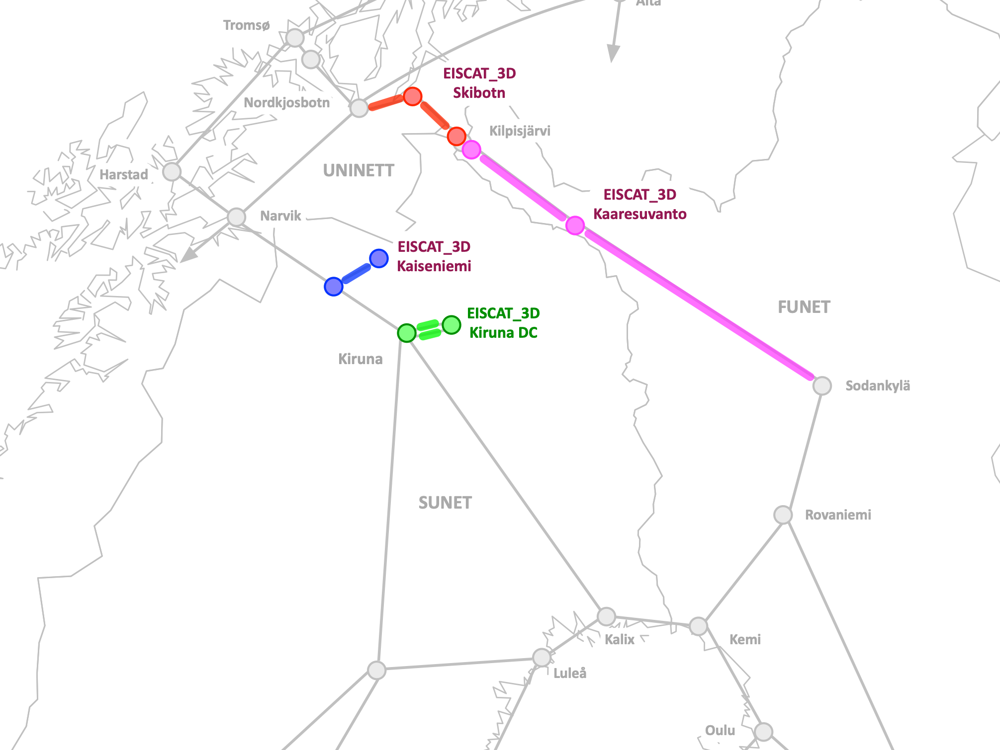 Alta
Tromsø
EISCAT_3D
Skibotn
Nordkjosbotn
Kilpisjärvi
UNINETT
Harstad
EISCAT_3D
Kaaresuvanto
Narvik
EISCAT_3D
Kaiseniemi
FUNET
EISCAT_3D
Kiruna DC
Kiruna
Sodankylä
SUNET
Rovaniemi
Kalix
Kemi
Luleå
Oulu